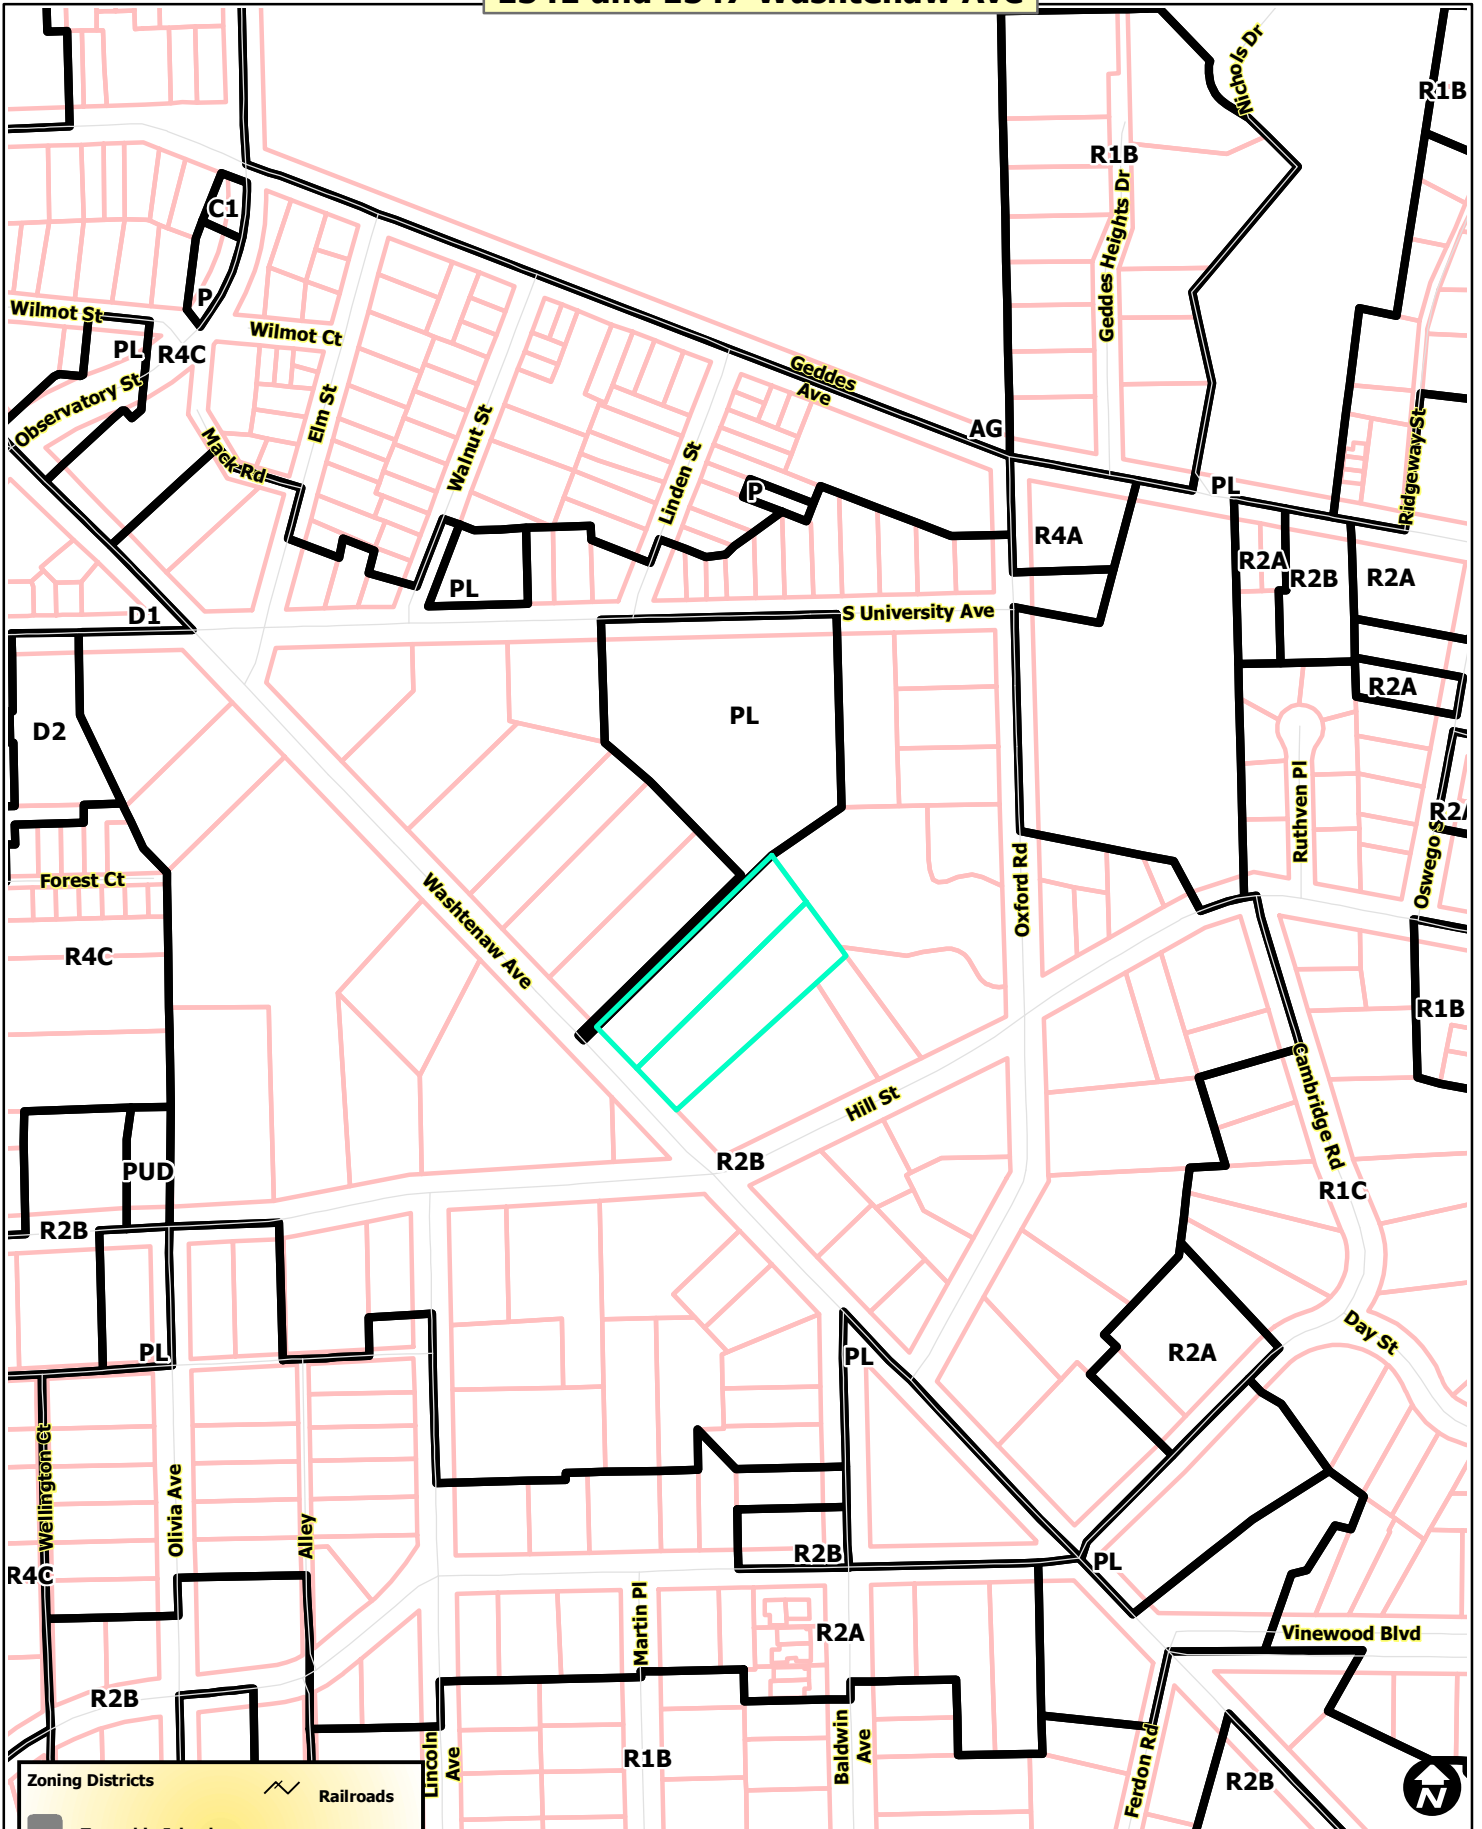 Nichols Dr
R1B
R1B
Geddes Heights Dr
C1
P
Wilmot St
Wilmot Ct
PL
R4C
Observatory St
Geddes
Ave
Elm St
Mack Rd
Walnut St
Linden St
AG
P
PL
Ridgeway St
R4A
R2A
R2B
R2A
PL
D1
S University Ave
R2A
D2
PL
Ruthven Pl
R2A
Oswego S
Forest Ct
Washtenaw Ave
Oxford Rd
R4C
R1B
Cambridge Rd
Hill St
PUD
R2B
R1C
R2B
PL
PL
Day St
R2A
Wellington Ct
Olivia Ave
Alley
R2B
PL
R4C
Martin Pl
R2A
Vinewood Blvd
R2B
Lincoln
Ave
R1B
Baldwin
Ave
Ferdon Rd
R2B
Zoning Districts
Railroads
N